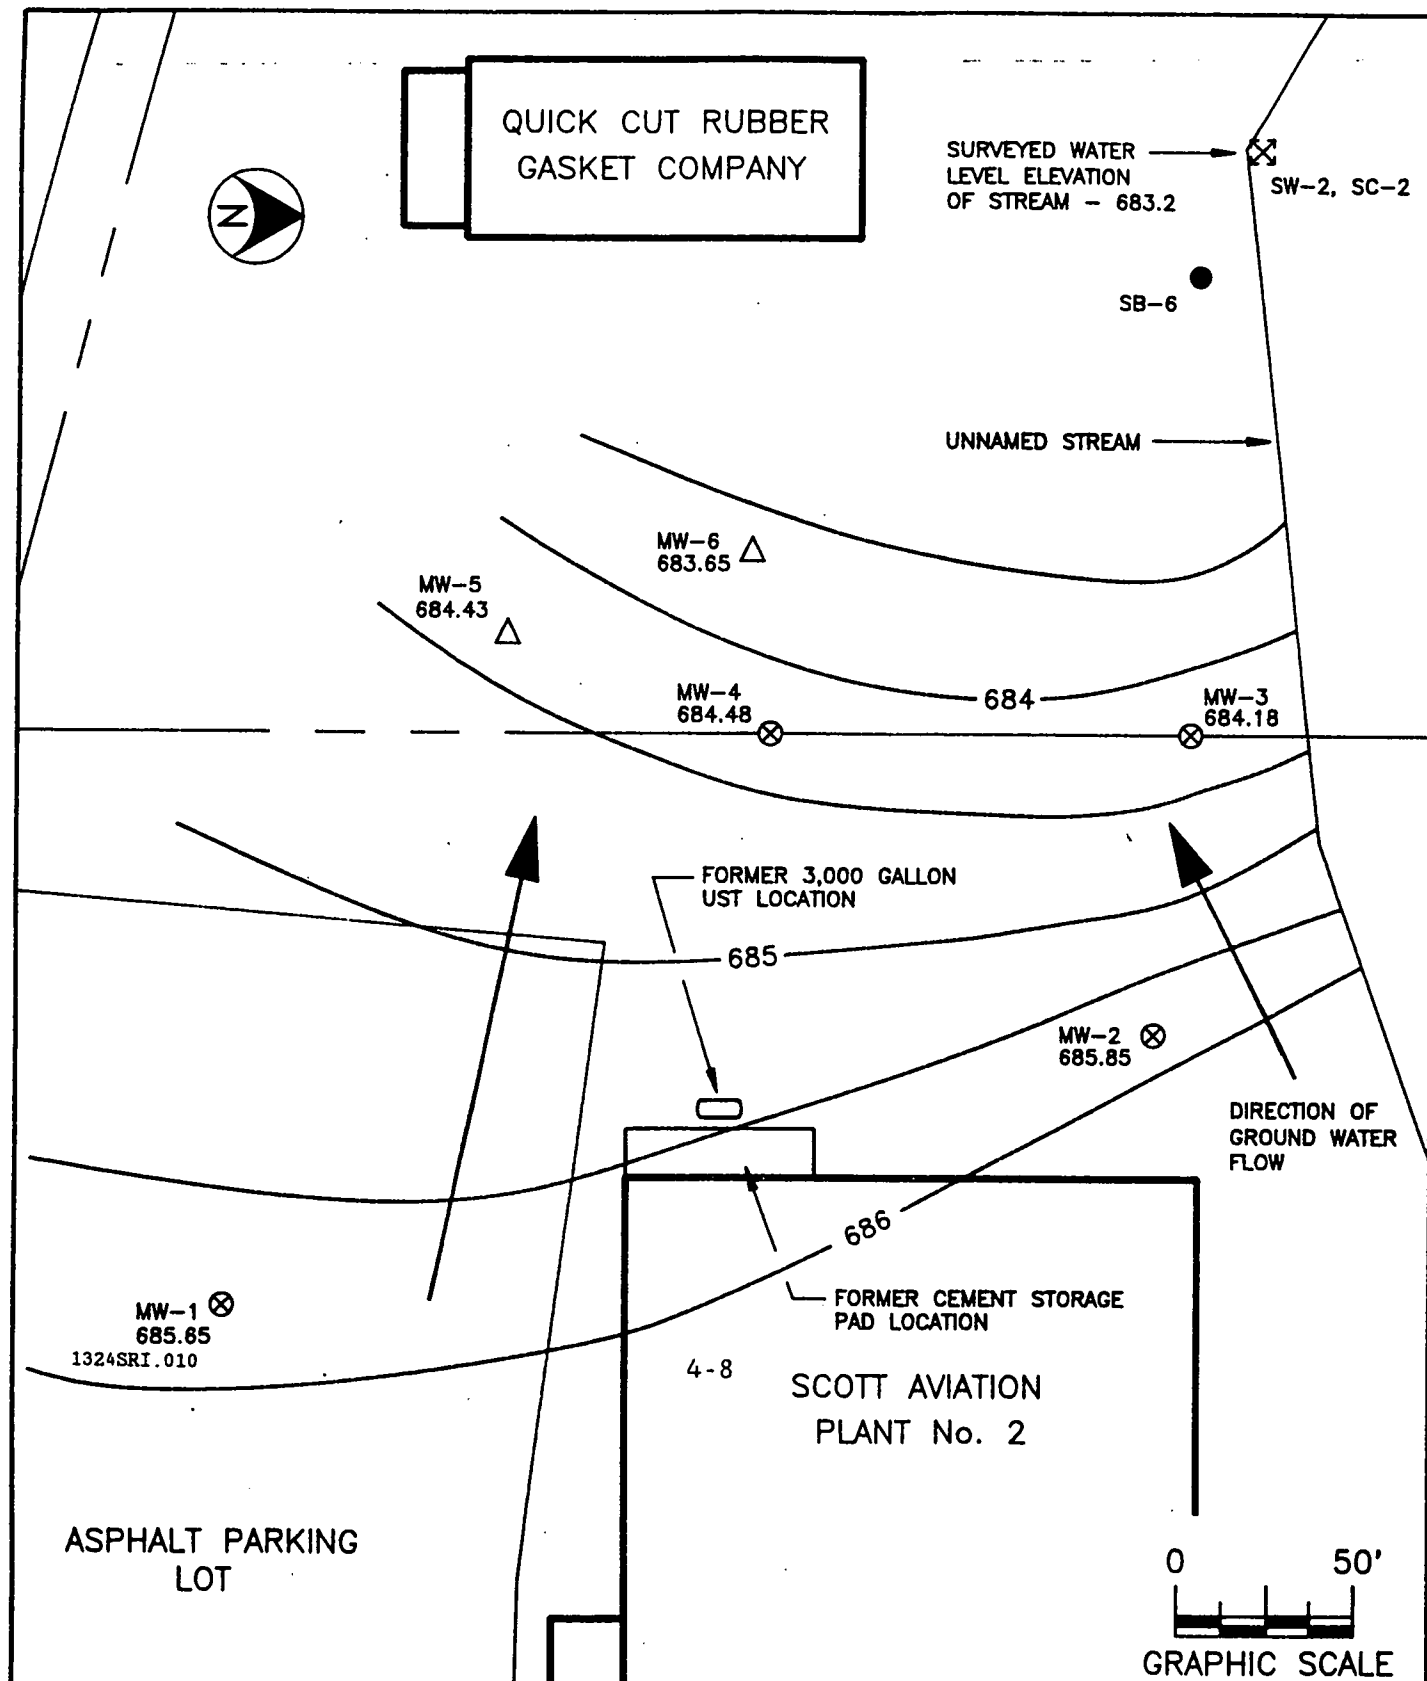 QUICK CUT RUBBER
GASKET COMPANY
N
SURVEYED WATER
LEVEL ELEVATION
OF STREAM - 683.2
SW-2, SC-2
SB-6
UNNAMED STREAM
MW-6
683.65
MW-5
684.43
MW-4
684.48
684
MW-3
684.18
FORMER 3,000 GALLON
UST LOCATION
685
MW-2
685.85
DIRECTION OF
GROUND WATER
FLOW
686
MW-1
685.65
1324SRI.010
FORMER CEMENT STORAGE
PAD LOCATION
4-8
SCOTT AVIATION
PLANT No. 2
ASPHALT PARKING
LOT
0 50'
GRAPHIC SCALE